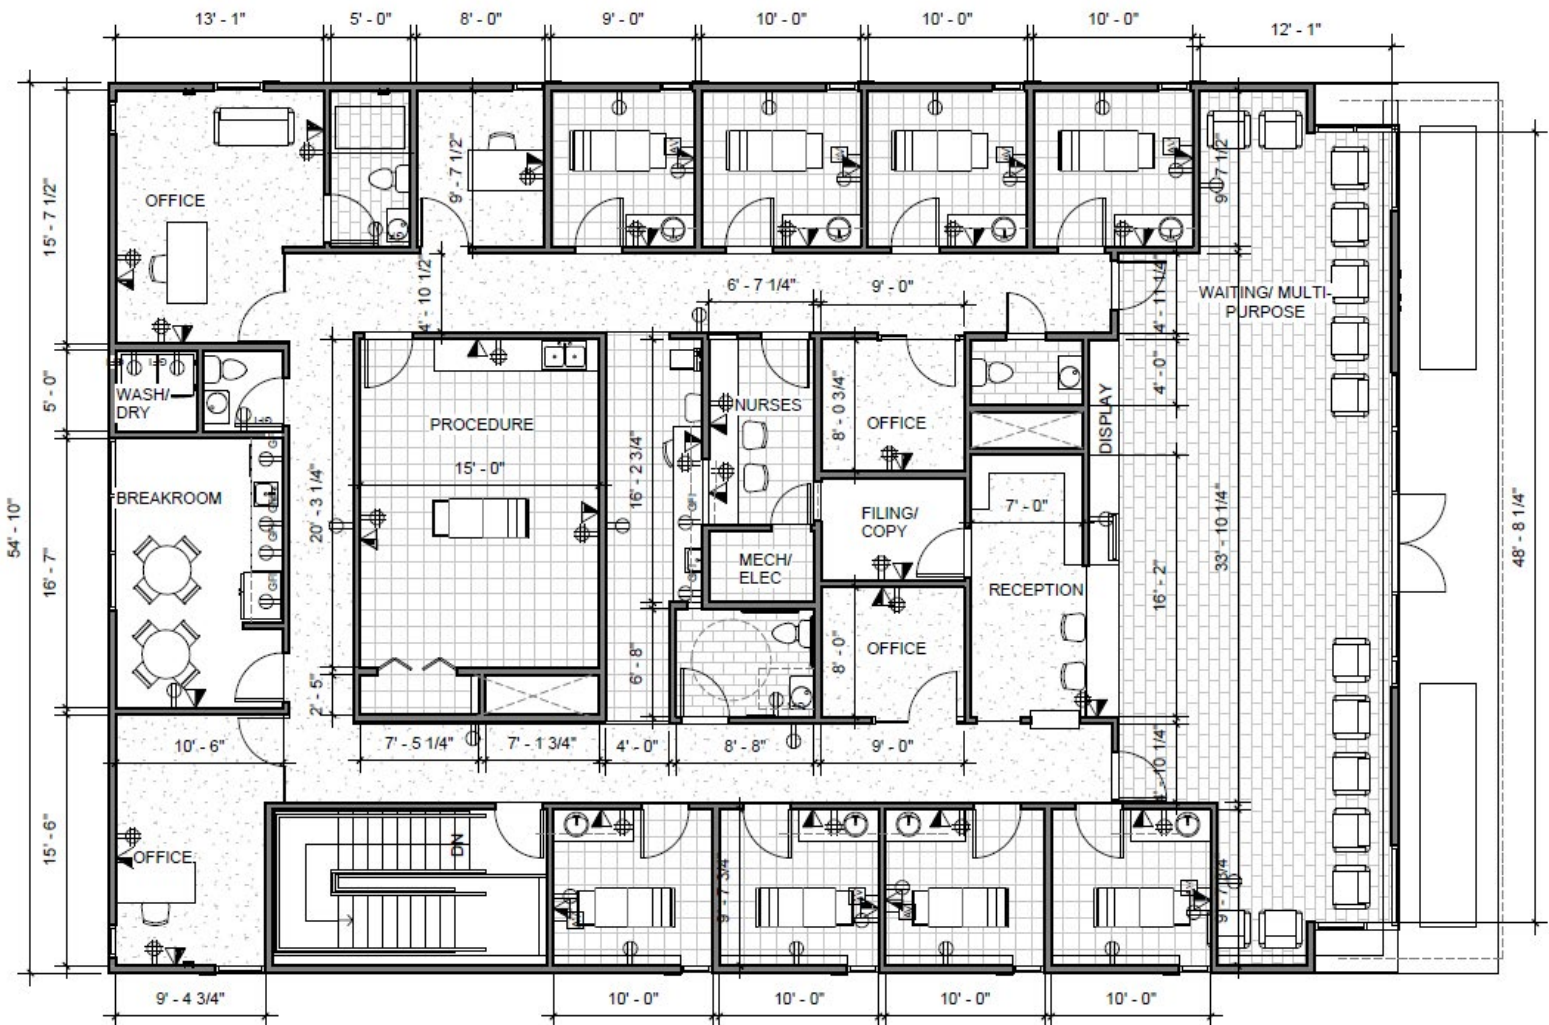 13' - 1"
5' - 0"
8' - 0"
9' - 0"
10' - 0"
10' - 0"
10' - 0"
12' - 1"
54' - 10"
15' - 7 1/2"
5' - 0"
16' - 7"
15' - 6"
OFFICE
9' - 7 1/2"
9' - 7 1/2"
4' - 10 1/2"
6' - 7 1/4"
9' - 0"
4' - 11 1/4"
WAITING/ MULTI-
PURPOSE
48' - 8 1/4"
WASH/
DRY
GFI
GFI
PROCEDURE
15' - 0"
20' - 3 1/4"
2' - 5"
16' - 2 3/4"
6' - 8"
NURSES
8' - 0 3/4"
OFFICE
4' - 0"
DISPLAY
BREAKROOM
GFI
GFI
GFI
GFI
FILING/
COPY
7' - 0"
33' - 10 1/4"
MECH/
ELEC
RECEPTION
16' - 2"
8' - 0"
OFFICE
10' - 6"
7' - 5 1/4"
7' - 1 3/4"
4' - 0"
8' - 8"
9' - 0"
4' - 10 1/4"
DN
OFFICE
9' - 7 3/4"
9' - 7 3/4"
9' - 4 3/4"
10' - 0"
10' - 0"
10' - 0"
10' - 0"